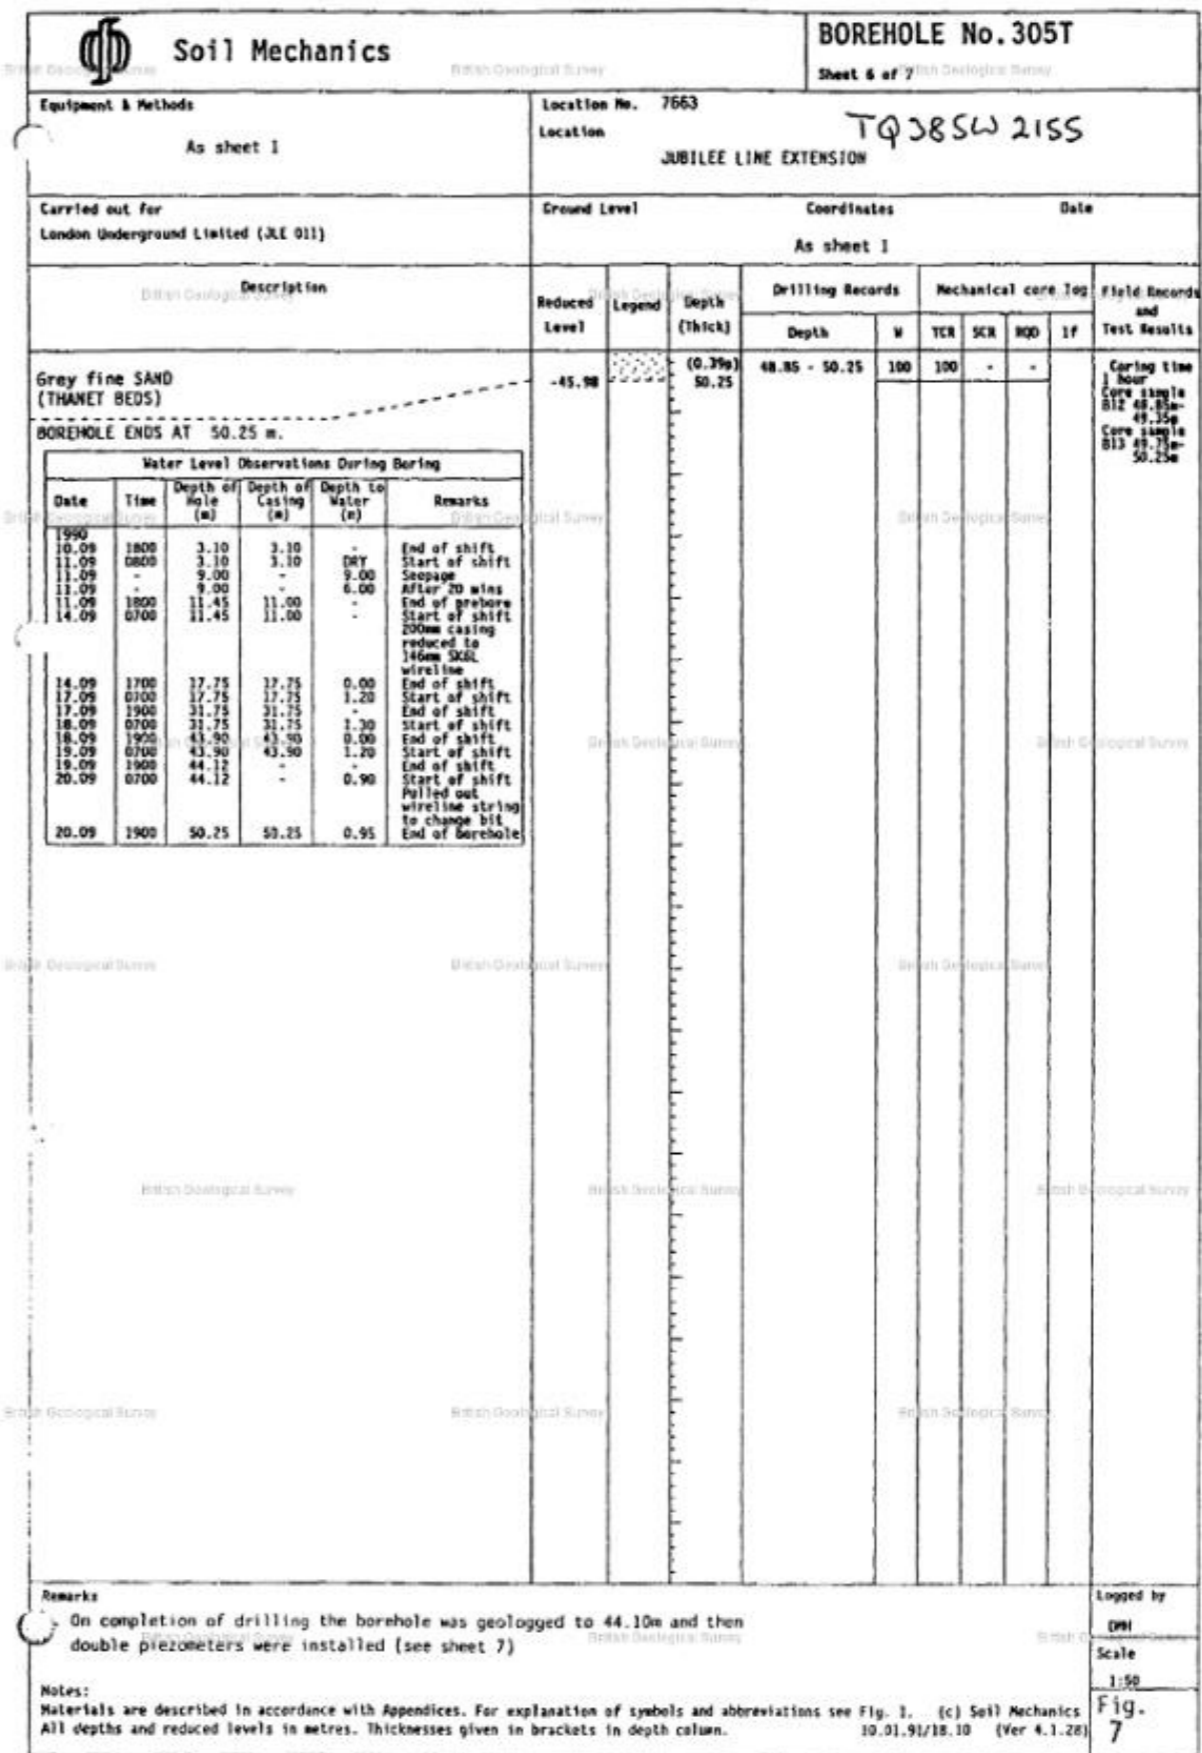 Soil Mechanics
BOREHOLE No.305T
Sheet 6 of 7
Equipment & Methods
As sheet 1
Location No. 7663
Location
TQ38SW 2155
JUBILEE LINE EXTENSION
Carried out for
London Underground Limited (JLE 011)
Ground Level Coordinates Date
As sheet 1
Description
Reduced Level
Legend
Depth (Thick)
Drilling Records
Depth W
Mechanical core log
TCR SCR RQD If
Field Records and Test Results
Grey fine SAND
(THANET BEDS)
-45.98
(0.39m)
50.25
48.85 - 50.25 100 100 - -
Coring time
1 hour
Core sample
B12 48.85m-
49.35m
Core sample
B13 49.75m-
50.25m
BOREHOLE ENDS AT 50.25 m.
Water Level Observations During Boring
Date Time Depth of Hole (m) Depth of Casing (m) Depth to Water (m) Remarks
1990
10.09 1800 3.10 3.10 - End of shift
11.09 0800 3.10 3.10 DRY Start of shift
11.09 - 9.00 - 9.00 Seepage
11.09 - 9.00 - 6.00 After 20 mins
11.09 1800 11.45 11.00 - End of prebore
14.09 0700 11.45 11.00 - Start of shift
200mm casing
reduced to
146mm SK6L
wireline
14.09 1700 17.75 17.75 0.00 End of shift
17.09 0700 17.75 17.75 1.20 Start of shift
17.09 1900 31.75 31.75 - End of shift
18.09 0700 31.75 31.75 1.30 Start of shift
18.09 1900 43.90 43.90 0.00 End of shift
19.09 0700 43.90 43.90 1.20 Start of shift
19.09 1900 44.12 - - End of shift
20.09 0700 44.12 - 0.90 Start of shift
Pulled out
wireline string
to change bit
20.09 1900 50.25 50.25 0.95 End of borehole
Remarks
On completion of drilling the borehole was geologged to 44.10m and then
double piezometers were installed (see sheet 7)
Logged by
Scale
1:50
Notes:
Materials are described in accordance with Appendices. For explanation of symbols and abbreviations see Fig. 1. (c) Soil Mechanics
All depths and reduced levels in metres. Thicknesses given in brackets in depth column. 10.01.91/18.10 (Ver 4.1.28)
Fig.
7
British Geological Survey